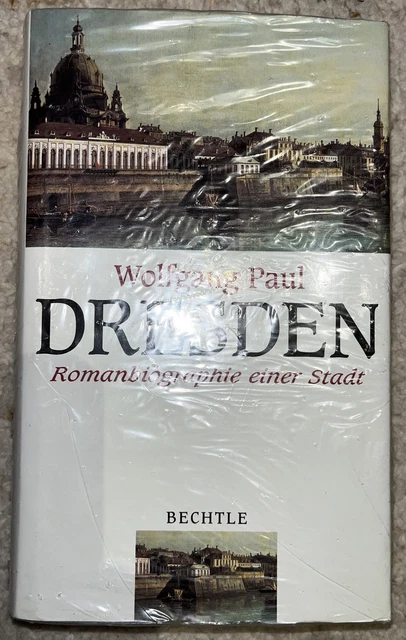 Wolfgang Paul
DRESDEN
Romanbiographie einer Stadt
BECHTLE